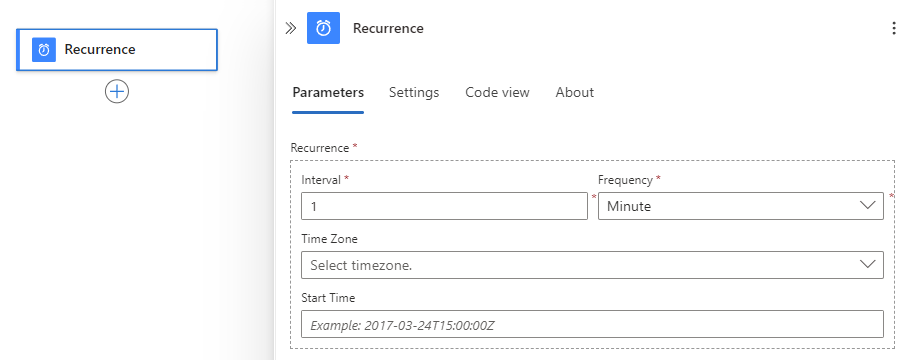 Recurrence
Recurrence
Parameters Settings Code view About
Recurrence *
Interval * Frequency *
1 * Minute *
Time Zone
Select timezone.
Start Time
Example: 2017-03-24T15:00:00Z